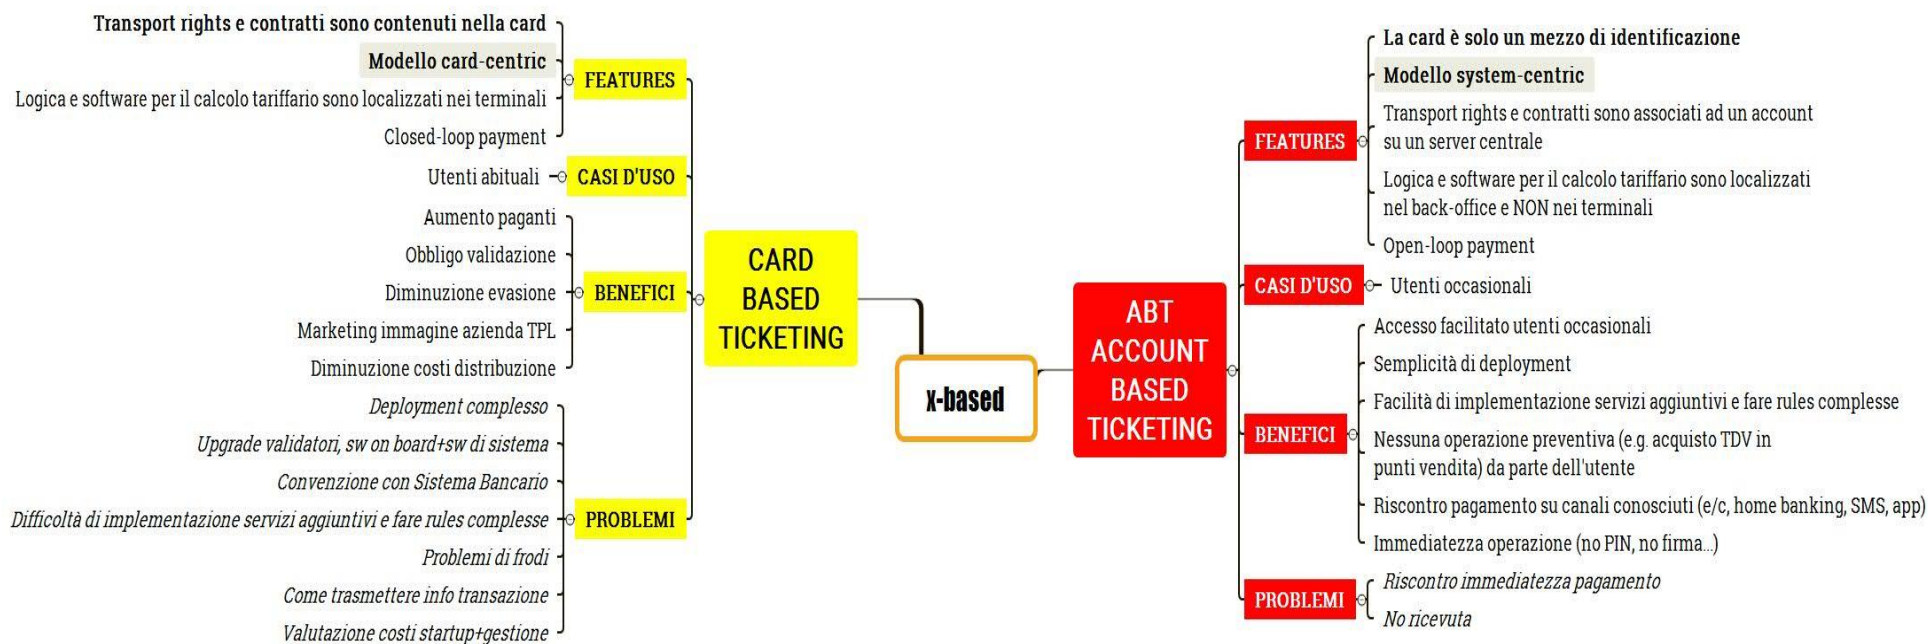 Transport rights e contratti sono contenuti nella card
Modello card-centric
Logica e software per il calcolo tariffario sono localizzati nei terminali
Closed-loop payment
FEATURES
Utenti abituali
CASI D'USO
Aumento paganti
Obbligo validazione
Diminuzione evasione
Marketing immagine azienda TPL
Diminuzione costi distribuzione
BENEFICI
Deployment complesso
Upgrade validatori, sw on board+sw di sistema
Convenzione con Sistema Bancario
Difficoltà di implementazione servizi aggiuntivi e fare rules complesse
Problemi di frodi
Come trasmettere info transazione
Valutazione costi startup+gestione
PROBLEMI
CARD
BASED
TICKETING
x-based
ABT
ACCOUNT
BASED
TICKETING
FEATURES
La card è solo un mezzo di identificazione
Modello system-centric
Transport rights e contratti sono associati ad un account
su un server centrale
Logica e software per il calcolo tariffario sono localizzati
nel back-office e NON nei terminali
Open-loop payment
CASI D'USO
Utenti occasionali
BENEFICI
Accesso facilitato utenti occasionali
Semplicità di deployment
Facilità di implementazione servizi aggiuntivi e fare rules complesse
Nessuna operazione preventiva (e.g. acquisto TDV in
punti vendita) da parte dell'utente
Riscontro pagamento su canali conosciuti (e/c, home banking, SMS, app)
Immediatezza operazione (no PIN, no firma...)
PROBLEMI
Riscontro immediatezza pagamento
No ricevuta